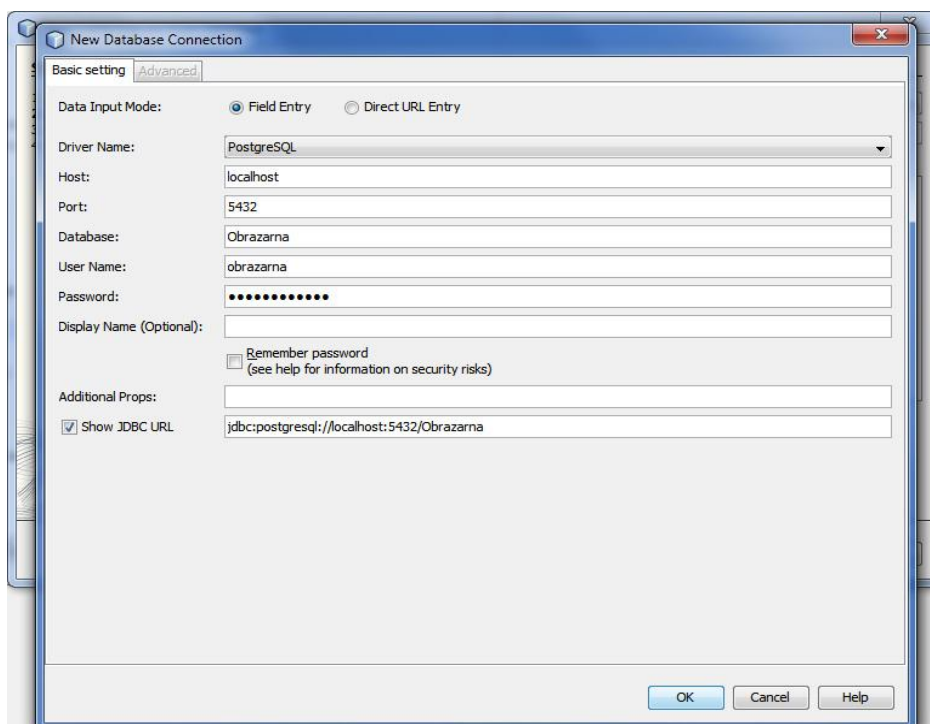 New Database Connection
Basic setting Advanced
Data Input Mode: Field Entry Direct URL Entry
Driver Name: PostgreSQL
Host: localhost
Port: 5432
Database: Obrazarna
User Name: obrazarna
Password: ●●●●●●●●●●●●
Display Name (Optional):
Remember password
(see help for information on security risks)
Additional Props:
Show JDBC URL jdbc:postgresql://localhost:5432/Obrazarna
OK Cancel Help